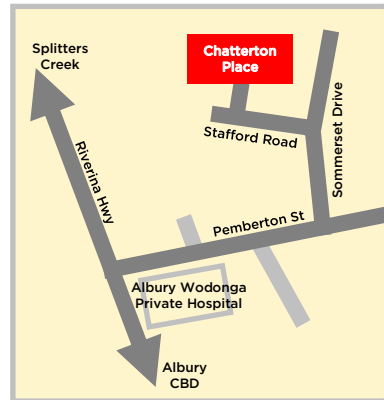 Splitters
Creek
Chatterton
Place
Sommerset Drive
Stafford Road
Riverina Hwy
Pemberton St
Albury Wodonga
Private Hospital
Albury
CBD